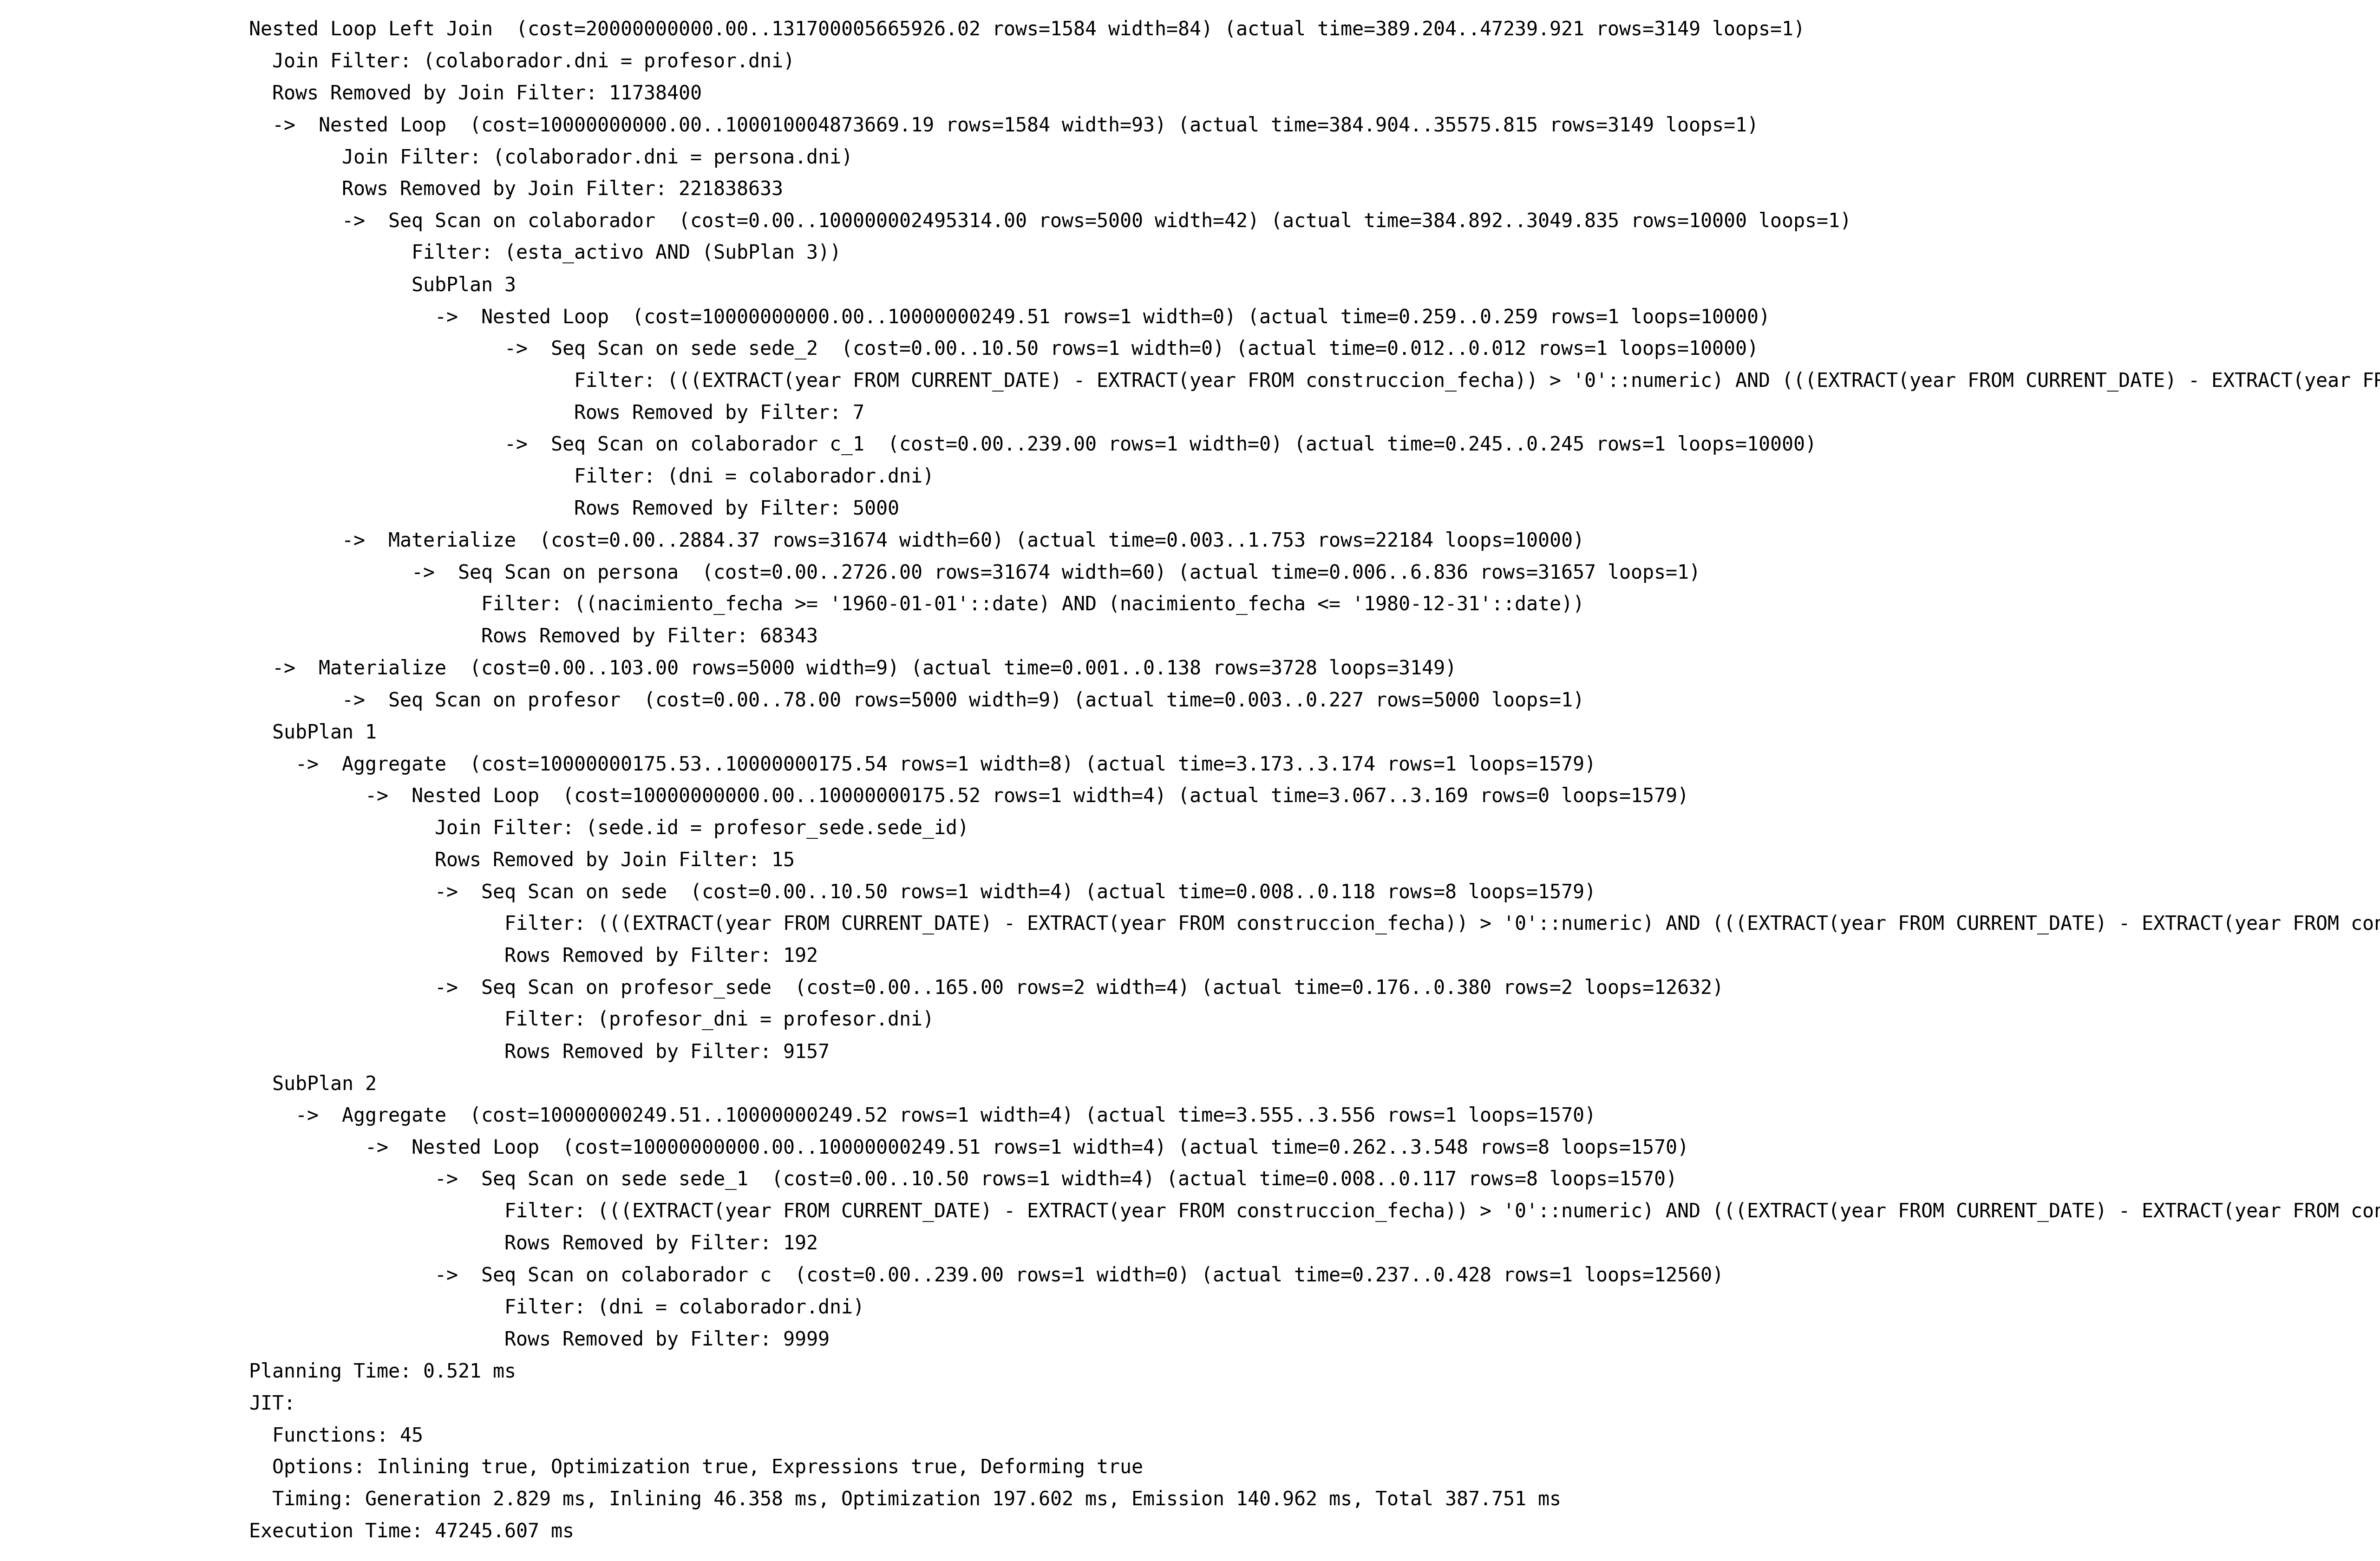 Nested Loop Left Join  (cost=20000000000.00..131700005665926.02 rows=1584 width=84) (actual time=389.204..47239.921 rows=3149 loops=1)
  Join Filter: (colaborador.dni = profesor.dni)
  Rows Removed by Join Filter: 11738400
  ->  Nested Loop  (cost=10000000000.00..100010004873669.19 rows=1584 width=93) (actual time=384.904..35575.815 rows=3149 loops=1)
        Join Filter: (colaborador.dni = persona.dni)
        Rows Removed by Join Filter: 221838633
        ->  Seq Scan on colaborador  (cost=0.00..100000002495314.00 rows=5000 width=42) (actual time=384.892..3049.835 rows=10000 loops=1)
              Filter: (esta_activo AND (SubPlan 3))
              SubPlan 3
                ->  Nested Loop  (cost=10000000000.00..10000000249.51 rows=1 width=0) (actual time=0.259..0.259 rows=1 loops=10000)
                      ->  Seq Scan on sede sede_2  (cost=0.00..10.50 rows=1 width=0) (actual time=0.012..0.012 rows=1 loops=10000)
                            Filter: (((EXTRACT(year FROM CURRENT_DATE) - EXTRACT(year FROM construccion_fecha)) > '0'::numeric) AND (((EXTRACT(year FROM CURRENT_DATE) - EXTRACT(year
                            Rows Removed by Filter: 7
                      ->  Seq Scan on colaborador c_1  (cost=0.00..239.00 rows=1 width=0) (actual time=0.245..0.245 rows=1 loops=10000)
                            Filter: (dni = colaborador.dni)
                            Rows Removed by Filter: 5000
        ->  Materialize  (cost=0.00..2884.37 rows=31674 width=60) (actual time=0.003..1.753 rows=22184 loops=10000)
              ->  Seq Scan on persona  (cost=0.00..2726.00 rows=31674 width=60) (actual time=0.006..6.836 rows=31657 loops=1)
                    Filter: ((nacimiento_fecha >= '1960-01-01'::date) AND (nacimiento_fecha <= '1980-12-31'::date))
                    Rows Removed by Filter: 68343
  ->  Materialize  (cost=0.00..103.00 rows=5000 width=9) (actual time=0.001..0.138 rows=3728 loops=3149)
        ->  Seq Scan on profesor  (cost=0.00..78.00 rows=5000 width=9) (actual time=0.003..0.227 rows=5000 loops=1)
  SubPlan 1
    ->  Aggregate  (cost=10000000175.53..10000000175.54 rows=1 width=8) (actual time=3.173..3.174 rows=1 loops=1579)
          ->  Nested Loop  (cost=10000000000.00..10000000175.52 rows=1 width=4) (actual time=3.067..3.169 rows=0 loops=1579)
                Join Filter: (sede.id = profesor_sede.sede_id)
                Rows Removed by Join Filter: 15
                ->  Seq Scan on sede  (cost=0.00..10.50 rows=1 width=4) (actual time=0.008..0.118 rows=8 loops=1579)
                      Filter: (((EXTRACT(year FROM CURRENT_DATE) - EXTRACT(year FROM construccion_fecha)) > '0'::numeric) AND (((EXTRACT(year FROM CURRENT_DATE) - EXTRACT(year FROM
                      Rows Removed by Filter: 192
                ->  Seq Scan on profesor_sede  (cost=0.00..165.00 rows=2 width=4) (actual time=0.176..0.380 rows=2 loops=12632)
                      Filter: (profesor_dni = profesor.dni)
                      Rows Removed by Filter: 9157
  SubPlan 2
    ->  Aggregate  (cost=10000000249.51..10000000249.52 rows=1 width=4) (actual time=3.555..3.556 rows=1 loops=1570)
          ->  Nested Loop  (cost=10000000000.00..10000000249.51 rows=1 width=4) (actual time=0.262..3.548 rows=8 loops=1570)
                ->  Seq Scan on sede sede_1  (cost=0.00..10.50 rows=1 width=4) (actual time=0.008..0.117 rows=8 loops=1570)
                      Filter: (((EXTRACT(year FROM CURRENT_DATE) - EXTRACT(year FROM construccion_fecha)) > '0'::numeric) AND (((EXTRACT(year FROM CURRENT_DATE) - EXTRACT(year FROM
                      Rows Removed by Filter: 192
                ->  Seq Scan on colaborador c  (cost=0.00..239.00 rows=1 width=0) (actual time=0.237..0.428 rows=1 loops=12560)
                      Filter: (dni = colaborador.dni)
                      Rows Removed by Filter: 9999
Planning Time: 0.521 ms
JIT:
  Functions: 45
  Options: Inlining true, Optimization true, Expressions true, Deforming true
  Timing: Generation 2.829 ms, Inlining 46.358 ms, Optimization 197.602 ms, Emission 140.962 ms, Total 387.751 ms
Execution Time: 47245.607 ms